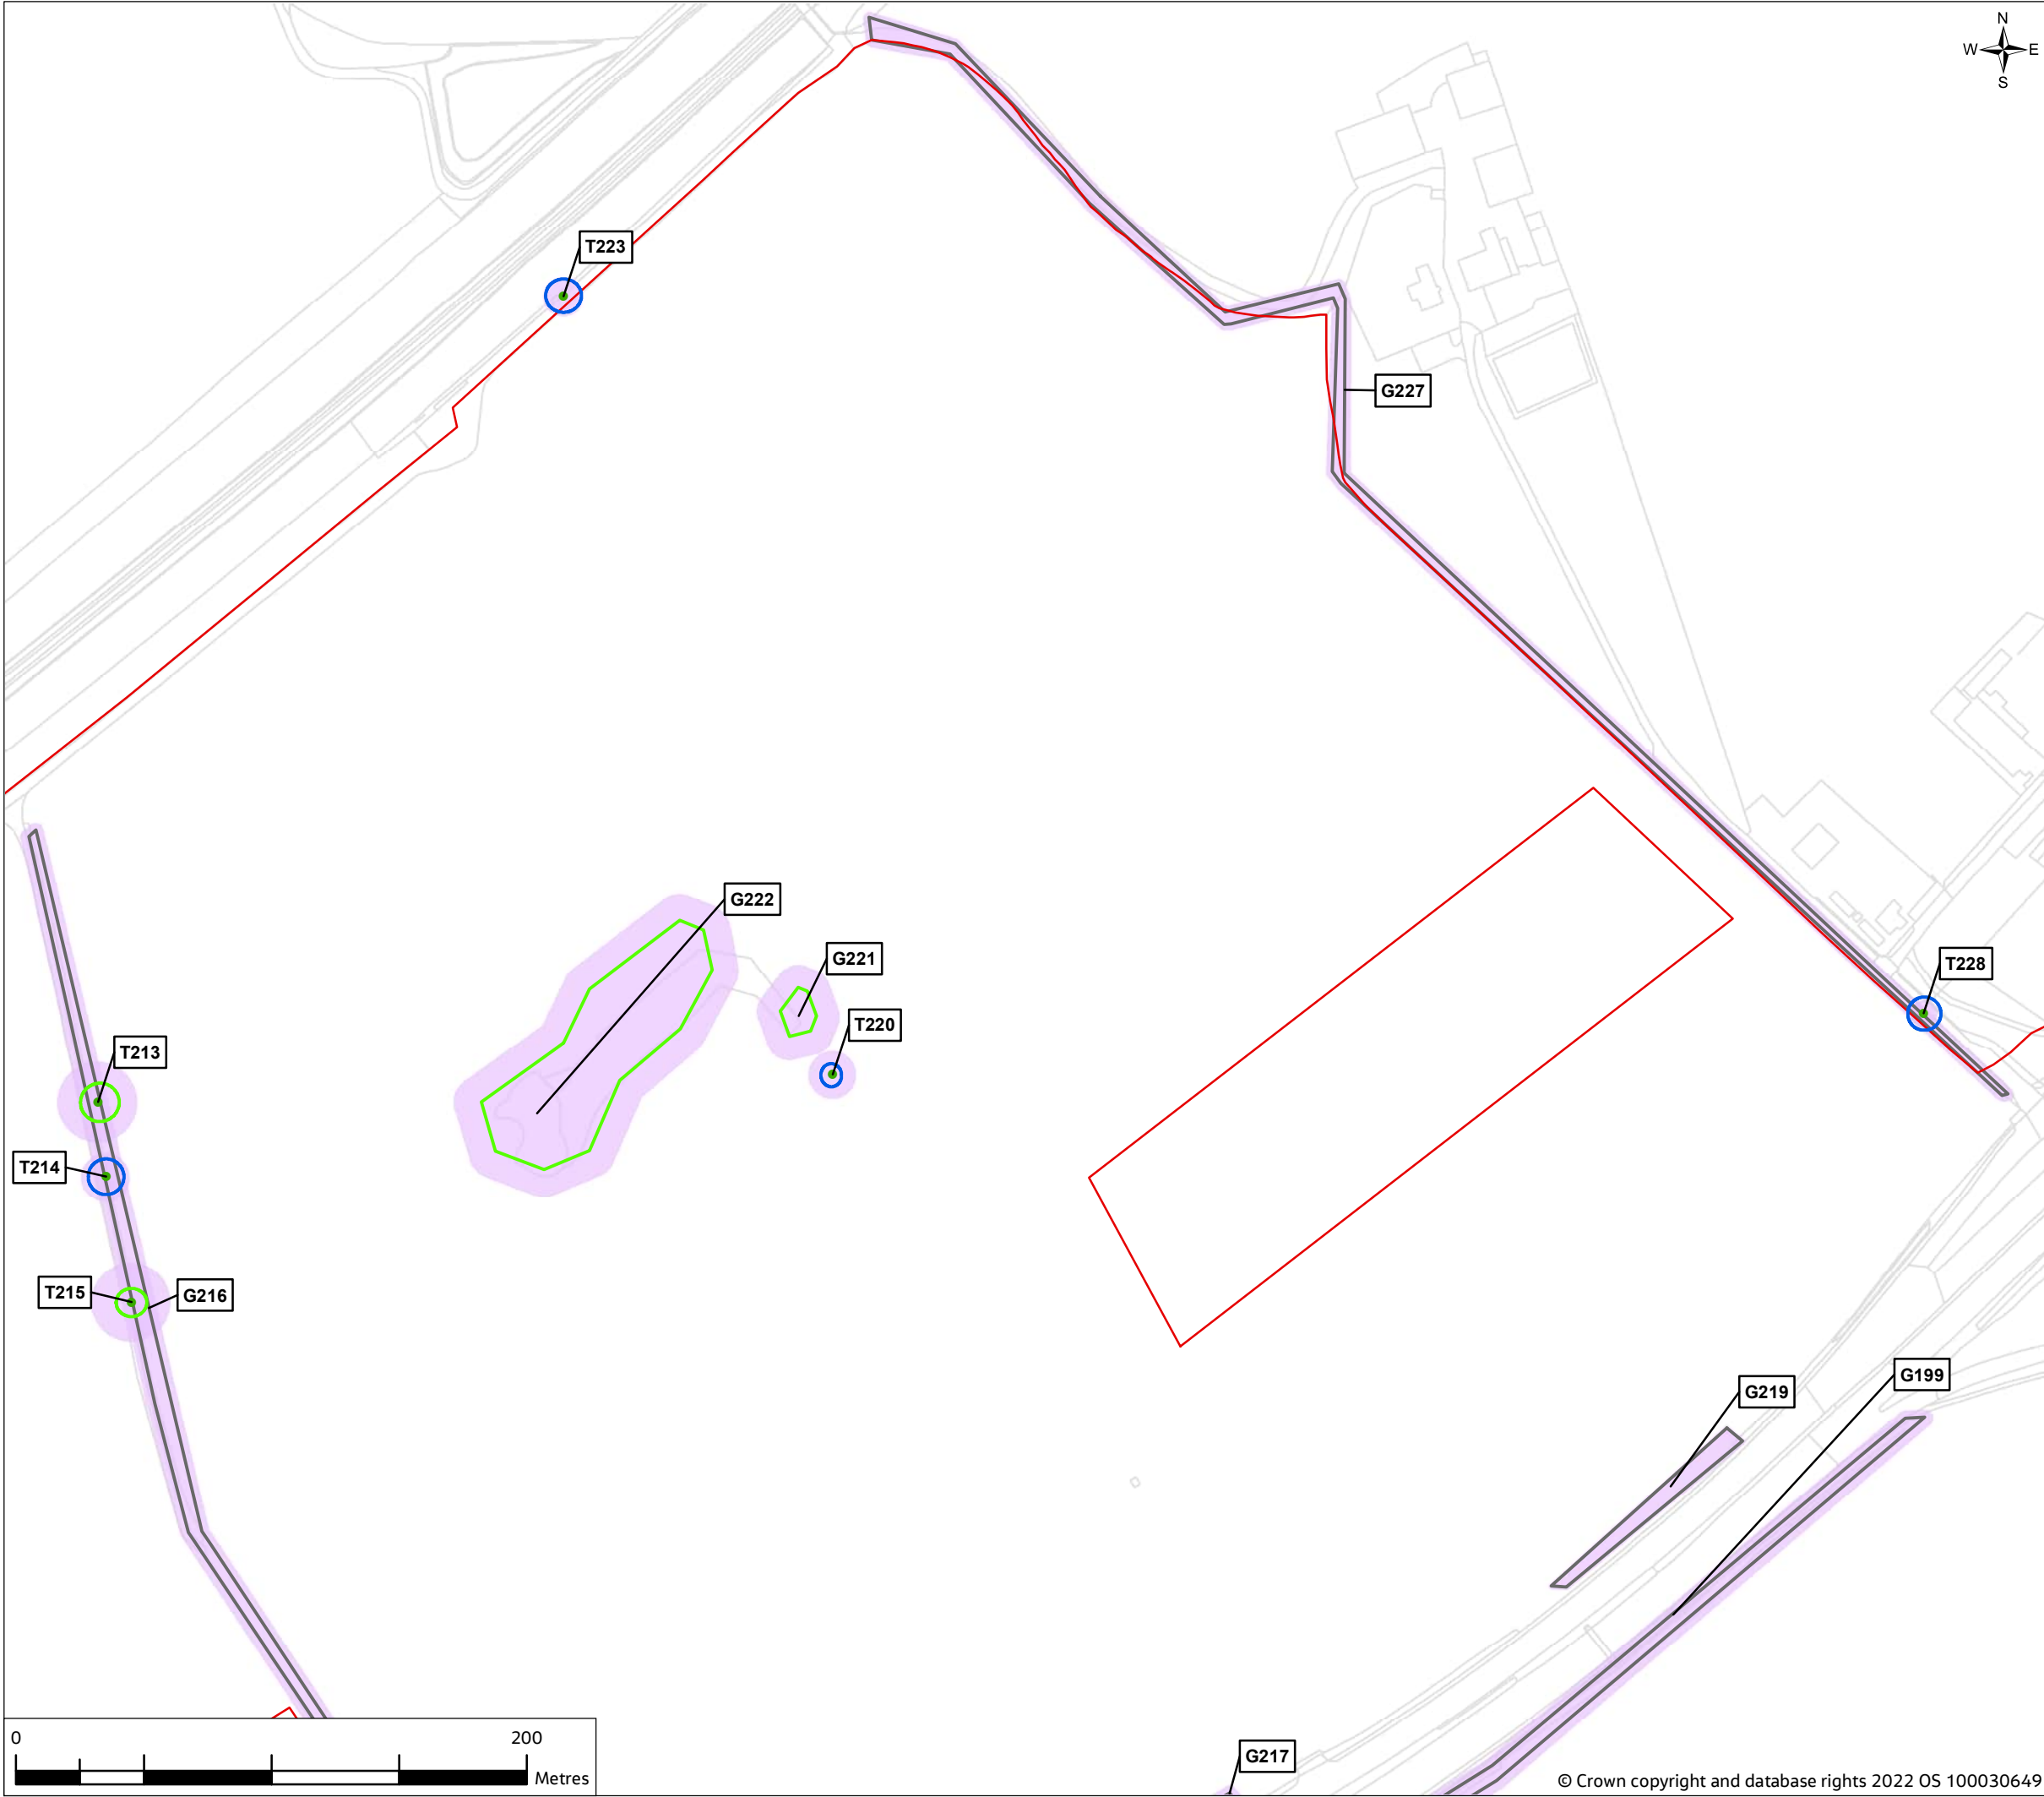 N
W E
S
T223
G227
G222
G221
T228
T220
T213
T214
T215
G216
G199
G219
0 200
Metres
G217
© Crown copyright and database rights 2022 OS 100030649